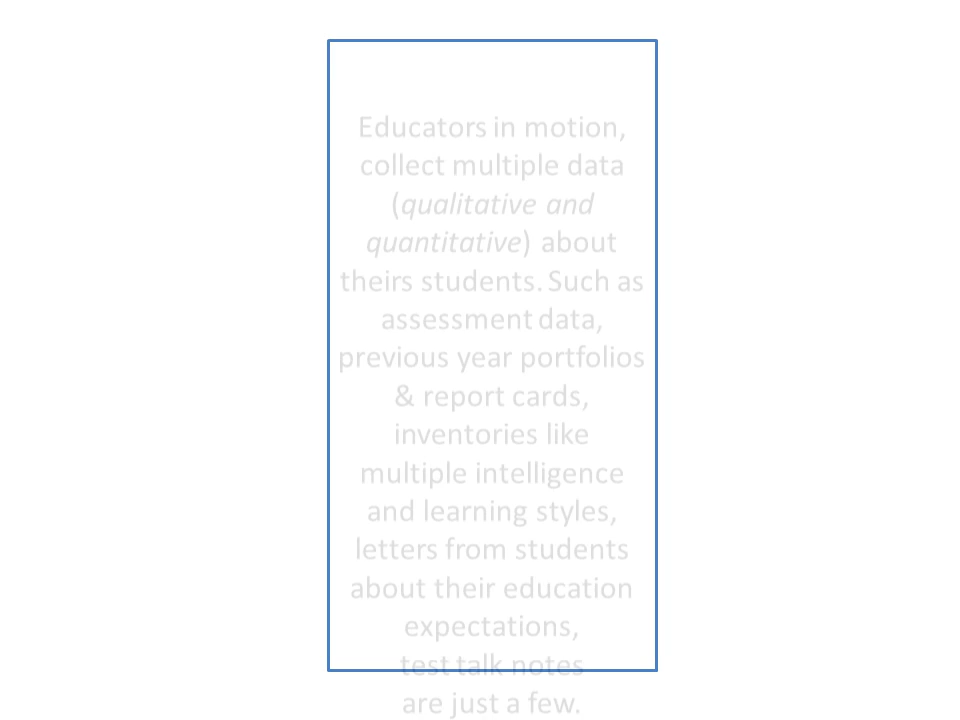 Educators in motion,
collect multiple data
(qualitative and
quantitative) about
theirs students. Such as
assessment data,
previous year portfolios
& report cards,
inventories like
multiple intelligence
and learning styles,
letters from students
about their education
expectations,
test talk notes
are just a few.